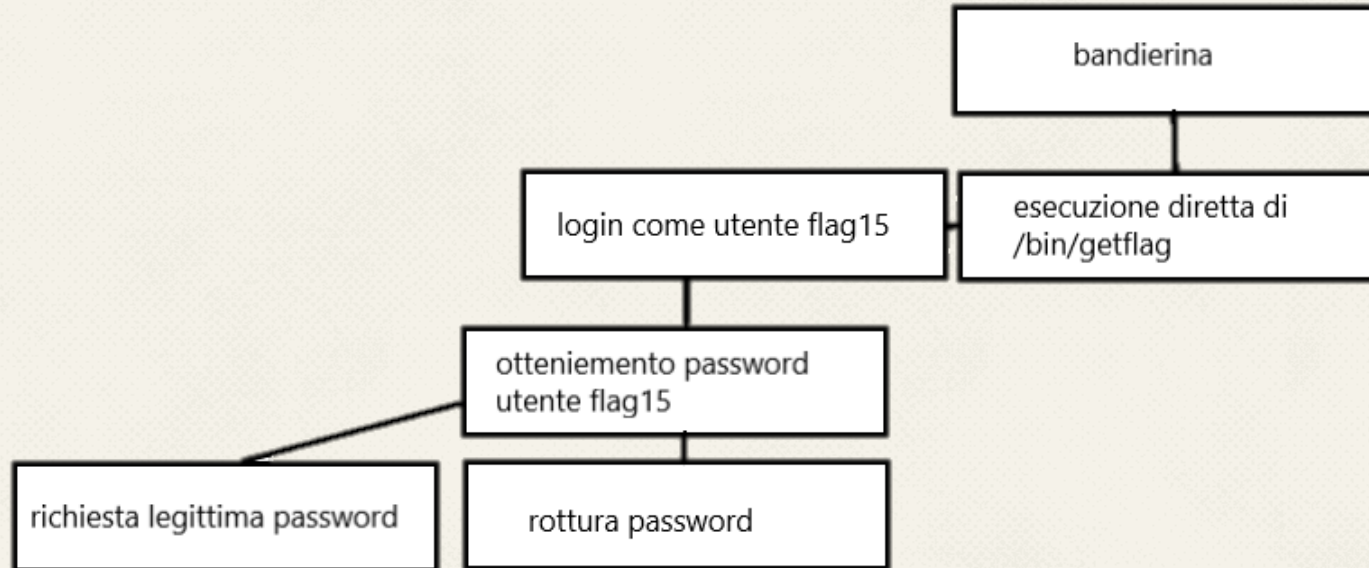 bandierina
login come utente flag15
esecuzione diretta di
/bin/getflag
otteniemento password
utente flag15
richiesta legittima password
rottura password